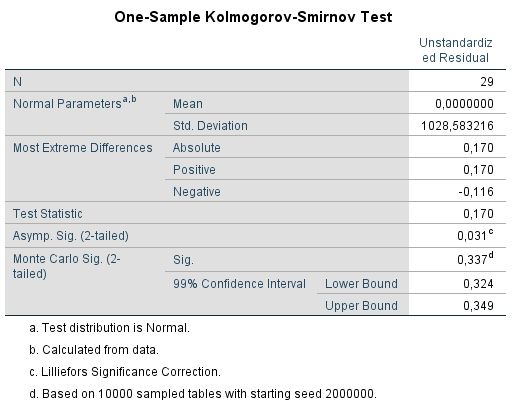 One-Sample Kolmogorov-Smirnov Test
Unstandardiz
ed Residual
N 29
Normal Parametersa,b Mean 0,0000000
Std. Deviation 1028,583216
Most Extreme Differences Absolute 0,170
Positive 0,170
Negative -0,116
Test Statistic 0,170
Asymp. Sig. (2-tailed) 0,031c
Monte Carlo Sig. (2-
tailed) Sig. 0,337d
99% Confidence Interval Lower Bound 0,324
Upper Bound 0,349
a. Test distribution is Normal.
b. Calculated from data.
c. Lilliefors Significance Correction.
d. Based on 10000 sampled tables with starting seed 2000000.